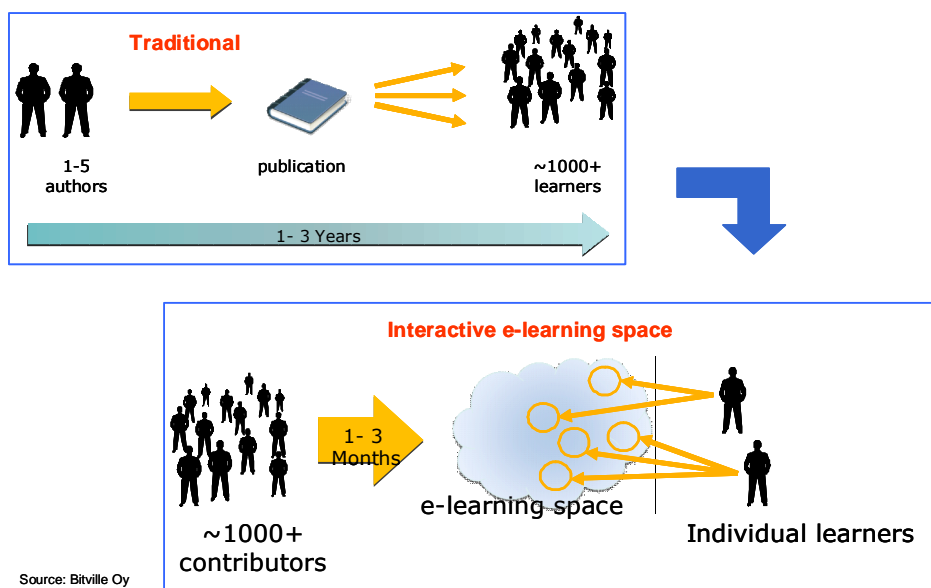 Traditional
1-5
authors
publication
~1000+
learners
1- 3 Years
Interactive e-learning space
1- 3
Months
e-learning space
~1000+
contributors
Individual learners
Source: Bitville Oy